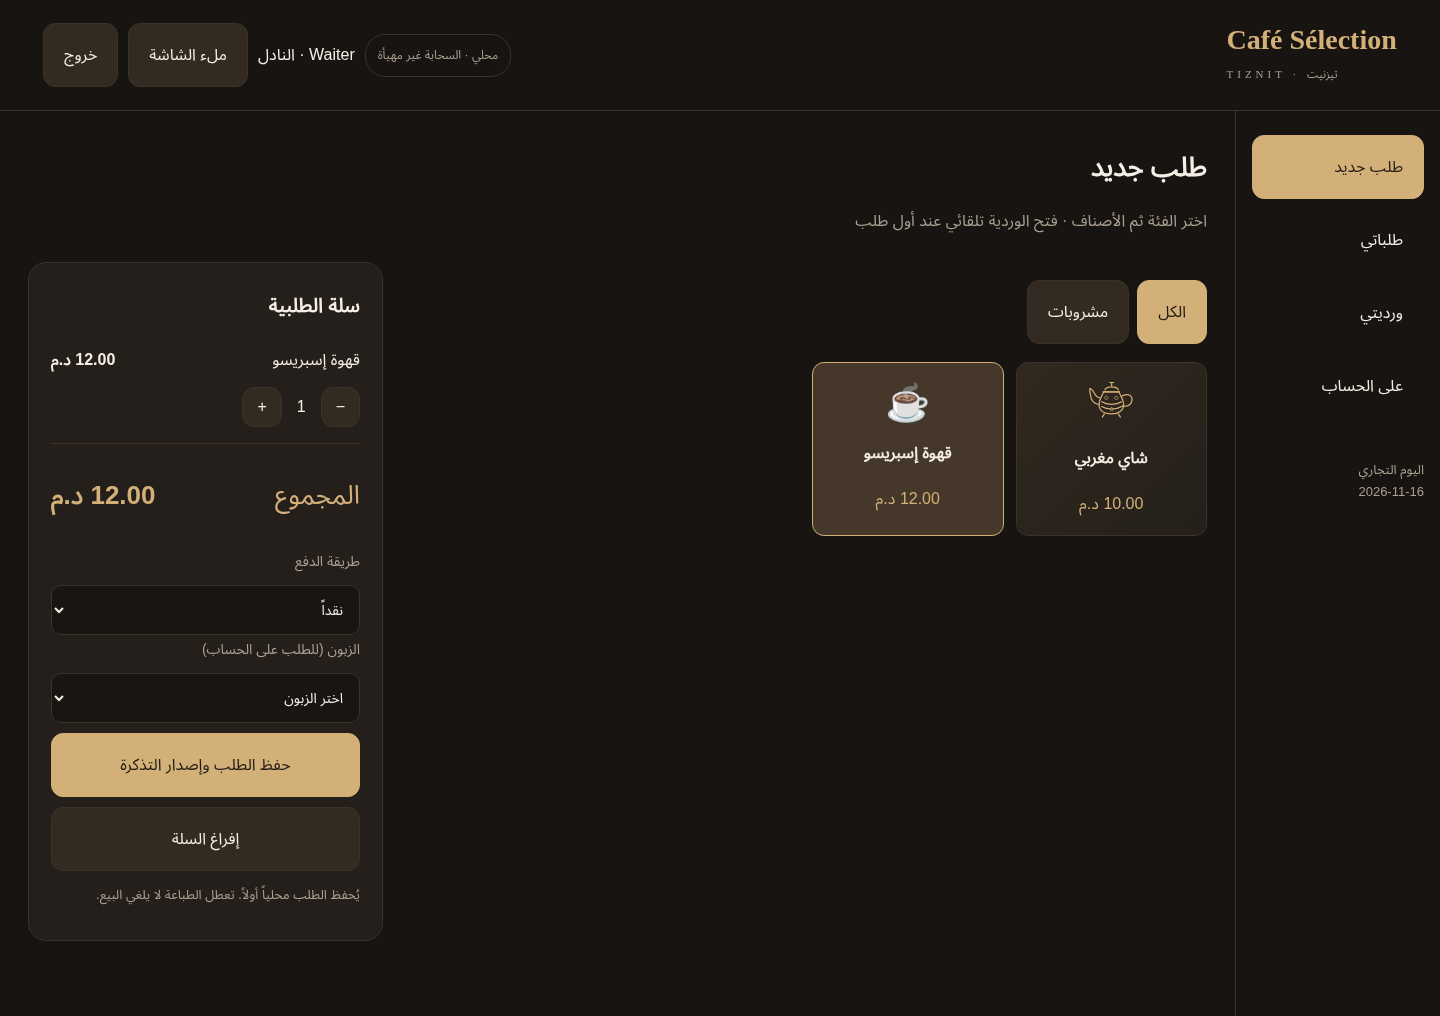 Café Sélection
TIZNIT · تيزنيت
محلي · السحابة غير مهيأة
Waiter · النادل
ملء الشاشة
خروج
طلب جديد
طلباتي
ورديتي
على الحساب
اليوم التجاري
2026-11-16
طلب جديد
اختر الفئة ثم الأصناف · فتح الوردية تلقائي عند أول طلب
الكل
مشروبات
شاي مغربي
10.00 د.م
قهوة إسبريسو
12.00 د.م
سلة الطلبية
قهوة إسبريسو 12.00 د.م
− 1 +
المجموع 12.00 د.م
طريقة الدفع
نقداً
الزبون (للطلب على الحساب)
اختر الزبون
حفظ الطلب وإصدار التذكرة
إفراغ السلة
يُحفظ الطلب محلياً أولاً. تعطل الطباعة لا يلغي البيع.